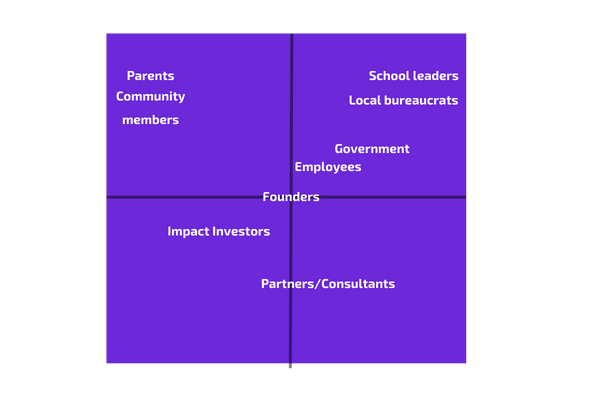 Parents
Community
members
School leaders
Local bureaucrats
Government
Employees
Founders
Impact Investors
Partners/Consultants